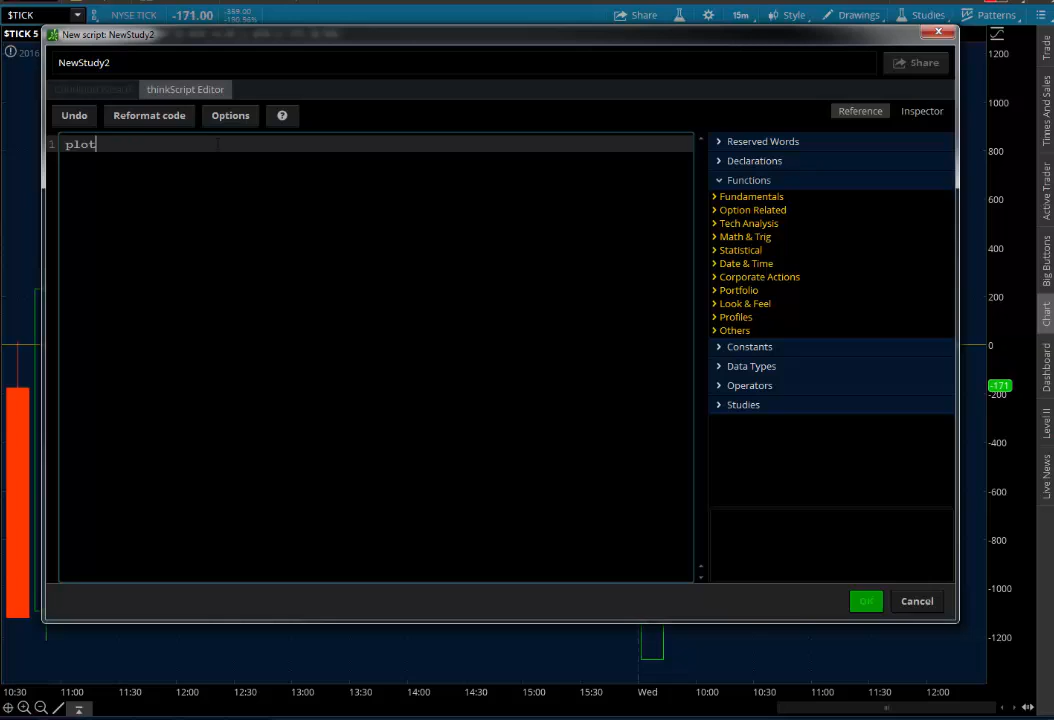 $TICK
NYSE TICK
-171.00
-359.00
Share
15m
Style
Drawings
Studies
Patterns
$TICK 5
New script: NewStudy2
2016
NewStudy2
Share
thinkScript Editor
Undo
Reformat code
Options
?
Reference
Inspector
1 plot
Reserved Words
Declarations
Functions
Fundamentals
Option Related
Tech Analysis
Math & Trig
Statistical
Date & Time
Corporate Actions
Portfolio
Look & Feel
Profiles
Others
Constants
Data Types
Operators
Studies
OK
Cancel
1200
1000
800
600
400
200
0
-171
-200
-400
-600
-800
-1000
-1200
Trade
Times And Sales
Active Trader
Big Buttons
Chart
Dashboard
Level II
Live News
10:30
11:00
11:30
12:00
12:30
13:00
13:30
14:00
14:30
15:00
15:30
Wed
10:00
10:30
11:00
11:30
12:00